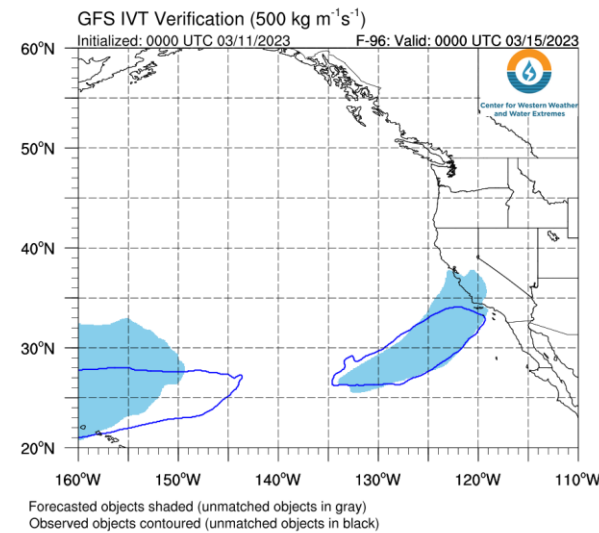 GFS IVT Verification (500 kg m⁻¹s⁻¹)
Initialized: 0000 UTC 03/11/2023 F-96: Valid: 0000 UTC 03/15/2023
60°N
Center for Western Weather
and Water Extremes
50°N
40°N
30°N
20°N
160°W 150°W 140°W 130°W 120°W 110°W
Forecasted objects shaded (unmatched objects in gray)
Observed objects contoured (unmatched objects in black)